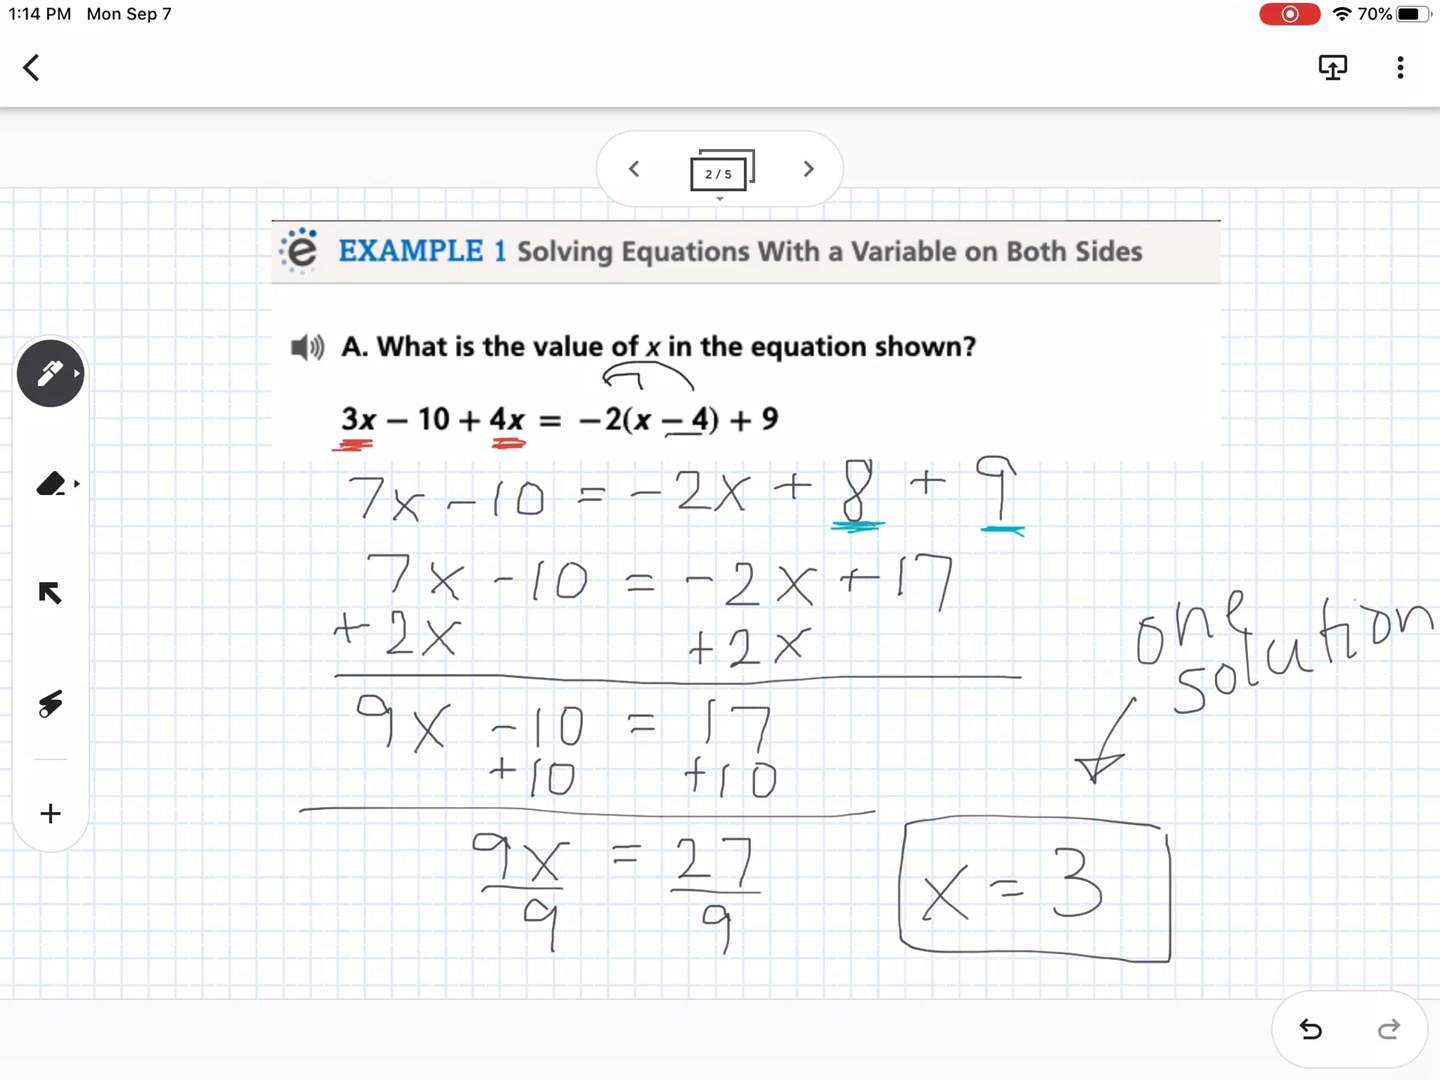 1:14 PM Mon Sep 7
70%
2 / 5
e EXAMPLE 1 Solving Equations With a Variable on Both Sides
A. What is the value of x in the equation shown?
3x − 10 + 4x = −2(x − 4) + 9
7x - 10 = - 2x + 8 + 9
7x - 10 = - 2x + 17
+ 2x + 2x
one
solution
9x - 10 = 17
+ 10 + 10
9x = 27
9 9
x = 3